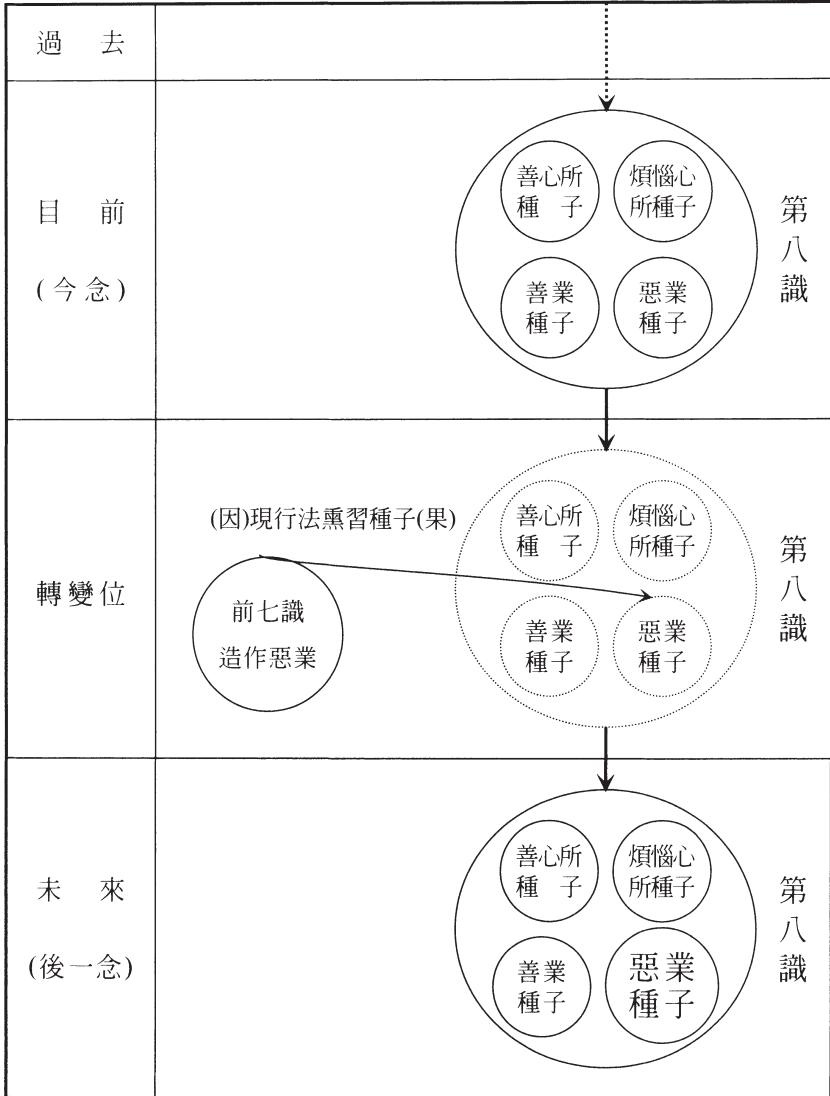 過 去
目 前
(今念)
善心所
種 子
煩惱心
所種子
善業
種子
惡業
種子
第八識
轉變位
(因)現行法熏習種子(果)
前七識
造作惡業
善心所
種 子
煩惱心
所種子
善業
種子
惡業
種子
第八識
未 來
(後一念)
善心所
種 子
煩惱心
所種子
善業
種子
惡業
種子
第八識